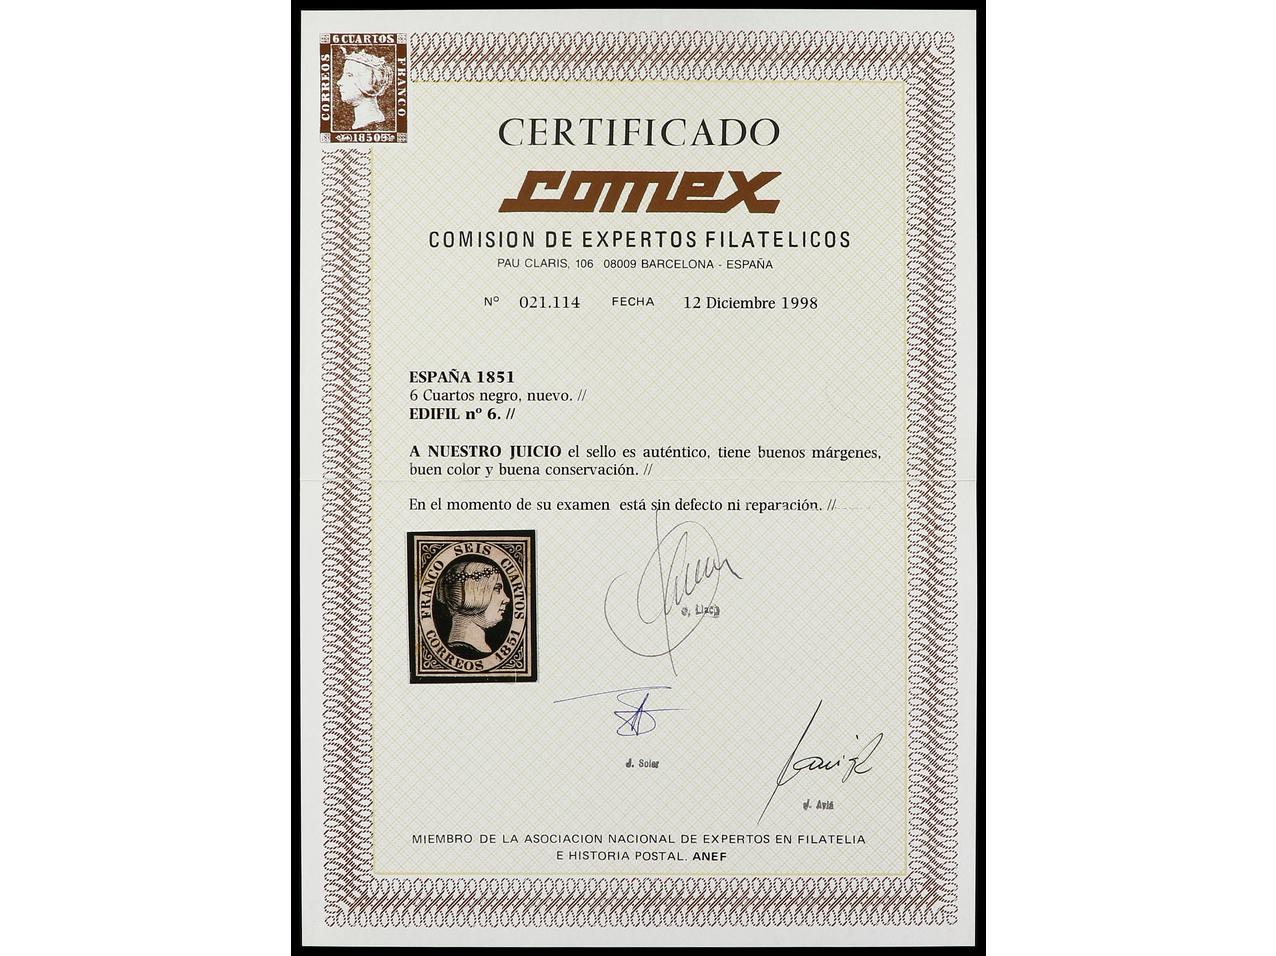 6 CUARTOS
CORREOS
FRANCO
1850
CERTIFICADO
comex
COMISION DE EXPERTOS FILATELICOS
PAU CLARIS, 106 08009 BARCELONA - ESPAÑA
Nº 021.114 FECHA 12 Diciembre 1998
ESPAÑA 1851
6 Cuartos negro, nuevo. //
EDIFIL nº 6. //
A NUESTRO JUICIO el sello es auténtico, tiene buenos márgenes,
buen color y buena conservación. //
En el momento de su examen está sin defecto ni reparación. //
FRANCO SEIS CUARTOS
CORREOS 1851
J. Soler
J. Aviá
MIEMBRO DE LA ASOCIACION NACIONAL DE EXPERTOS EN FILATELIA
E HISTORIA POSTAL. ANEF